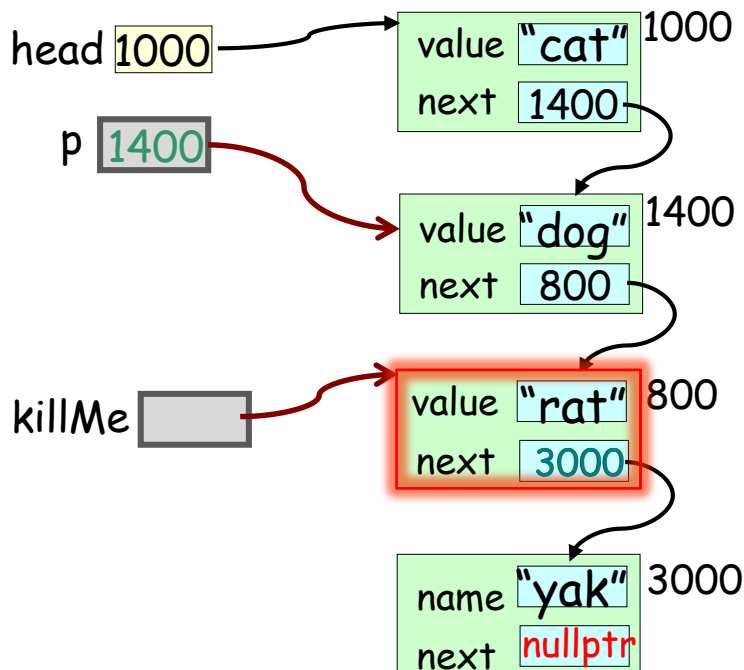 head 1000
value "cat" 1000
next 1400
p 1400
value "dog" 1400
next 800
killMe
value "rat" 800
next 3000
name "yak" 3000
next nullptr